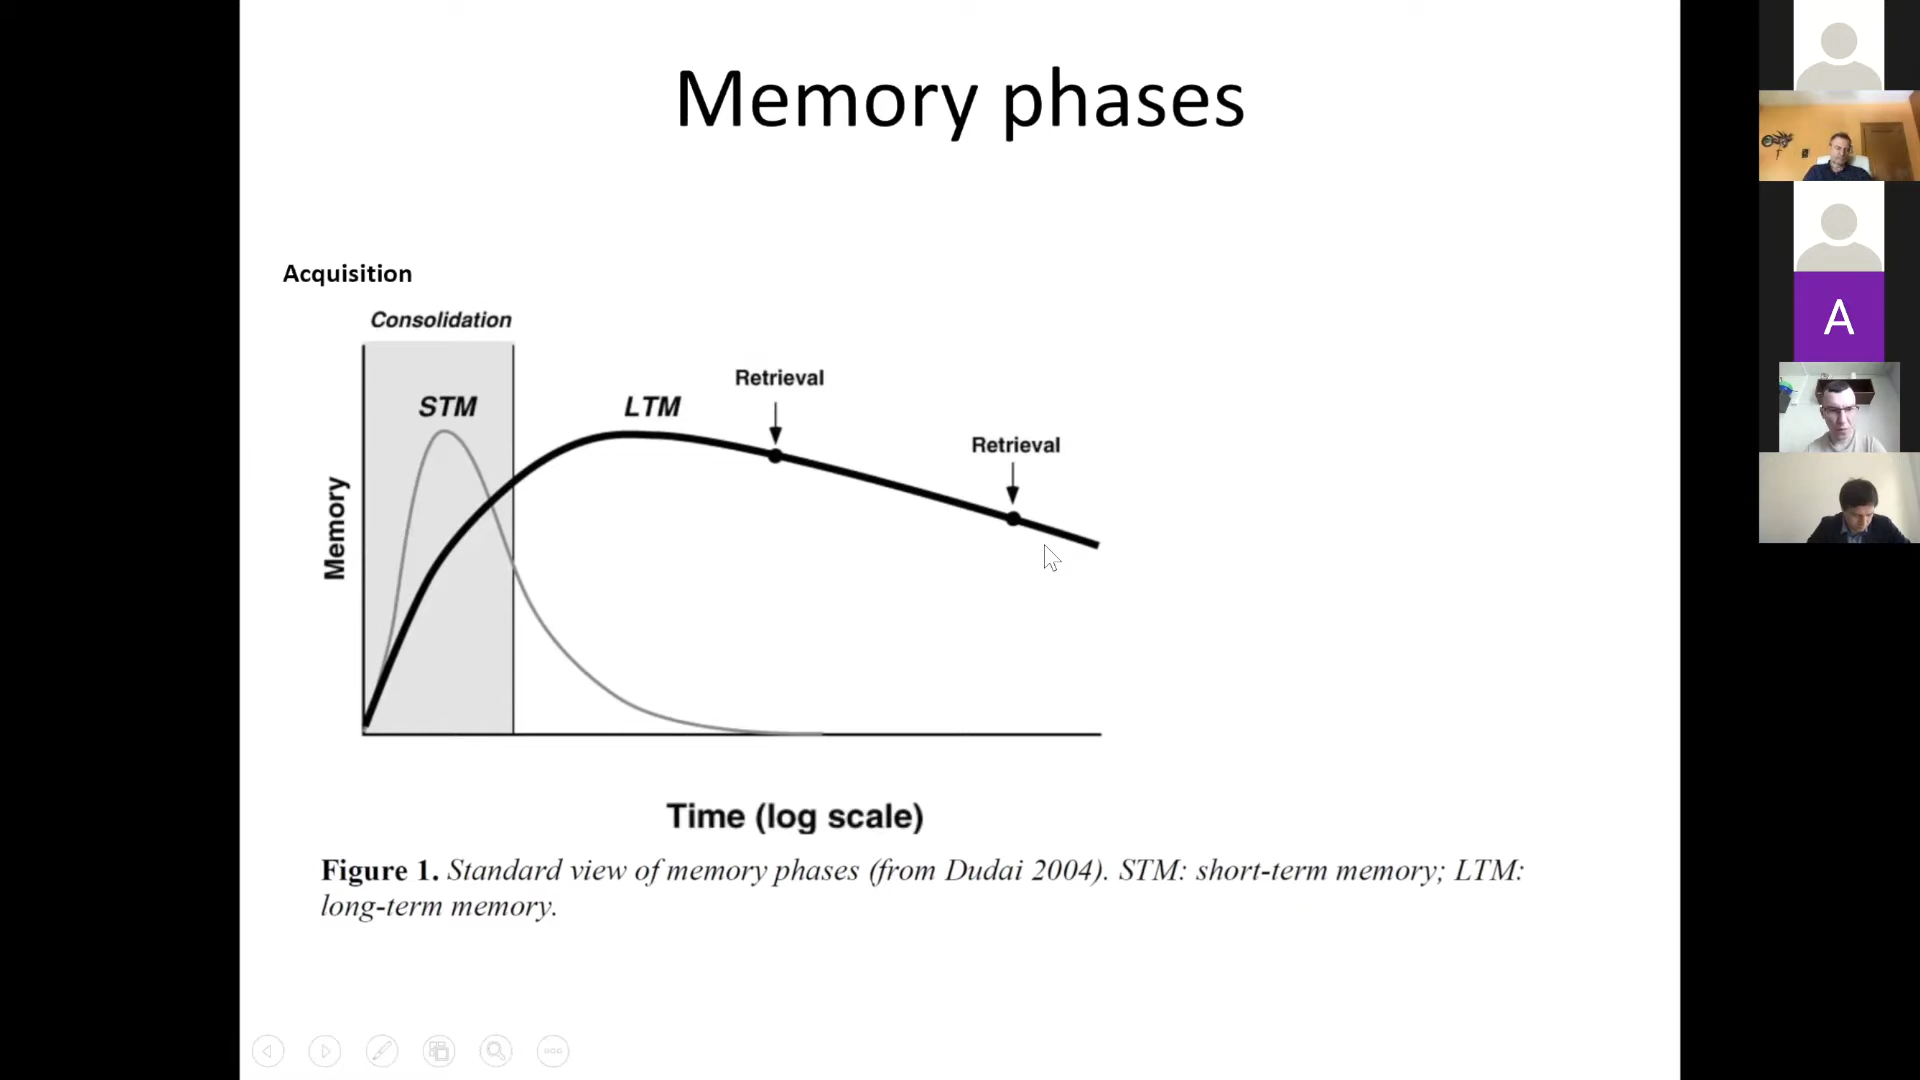 Memory phases
Acquisition
Consolidation
STM
LTM
Retrieval
Retrieval
Memory
Time (log scale)
Figure 1. Standard view of memory phases (from Dudai 2004). STM: short-term memory; LTM:
long-term memory.
A